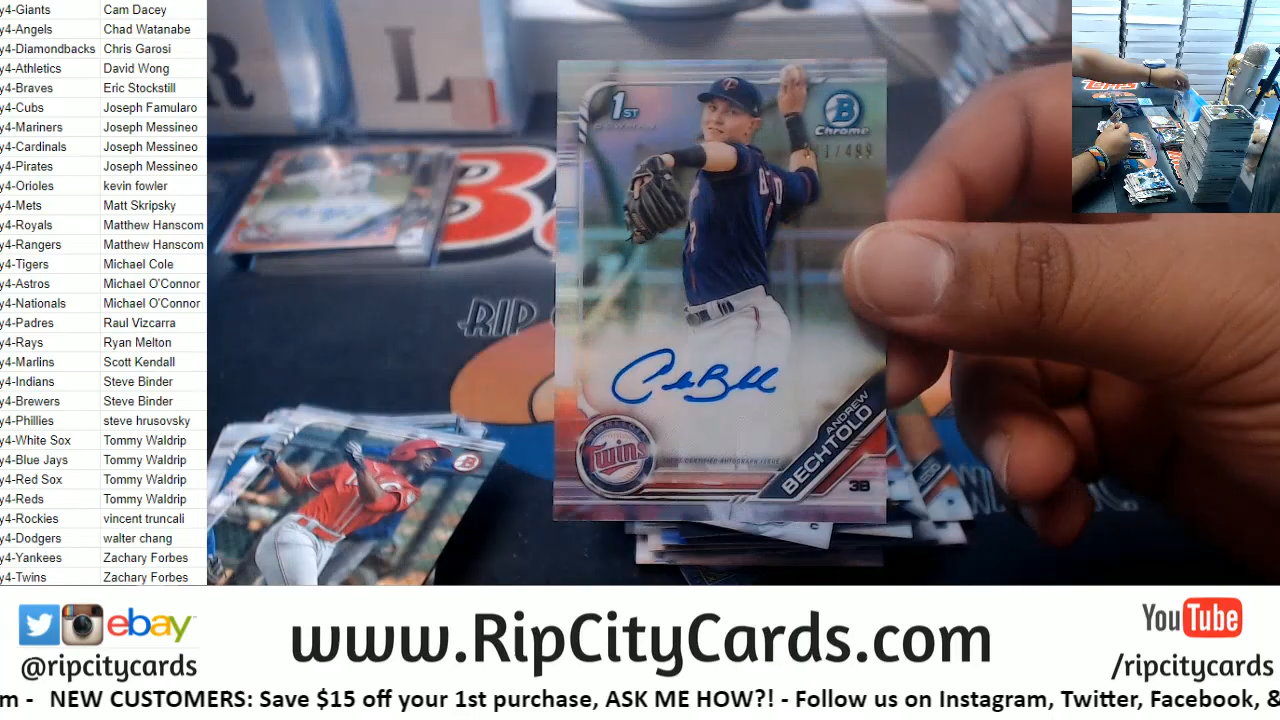 y4-Giants Cam Dacey
y4-Angels Chad Watanabe
y4-Diamondbacks Chris Garosi
y4-Athletics David Wong
y4-Braves Eric Stockstill
y4-Cubs Joseph Famularo
y4-Mariners Joseph Messineo
y4-Cardinals Joseph Messineo
y4-Pirates Joseph Messineo
y4-Orioles kevin fowler
y4-Mets Matt Skripsky
y4-Royals Matthew Hanscom
y4-Rangers Matthew Hanscom
y4-Tigers Michael Cole
y4-Astros Michael O'Connor
y4-Nationals Michael O'Connor
y4-Padres Raul Vizcarra
y4-Rays Ryan Melton
y4-Marlins Scott Kendall
y4-Indians Steve Binder
y4-Brewers Steve Binder
y4-Phillies steve hrusovsky
y4-White Sox Tommy Waldrip
y4-Blue Jays Tommy Waldrip
y4-Red Sox Tommy Waldrip
y4-Reds Tommy Waldrip
y4-Rockies vincent truncali
y4-Dodgers walter chang
y4-Yankees Zachary Forbes
y4-Twins Zachary Forbes
1ST
BOWMAN
B
Chrome
/499
RIP
TOPPS CERTIFIED AUTOGRAPH ISSUE
ANDREW
BECHTOLD
3B
Topps
ebay
@ripcitycards
www.RipCityCards.com
YouTube
/ripcitycards
m - NEW CUSTOMERS: Save $15 off your 1st purchase, ASK ME HOW?! - Follow us on Instagram, Twitter, Facebook, &